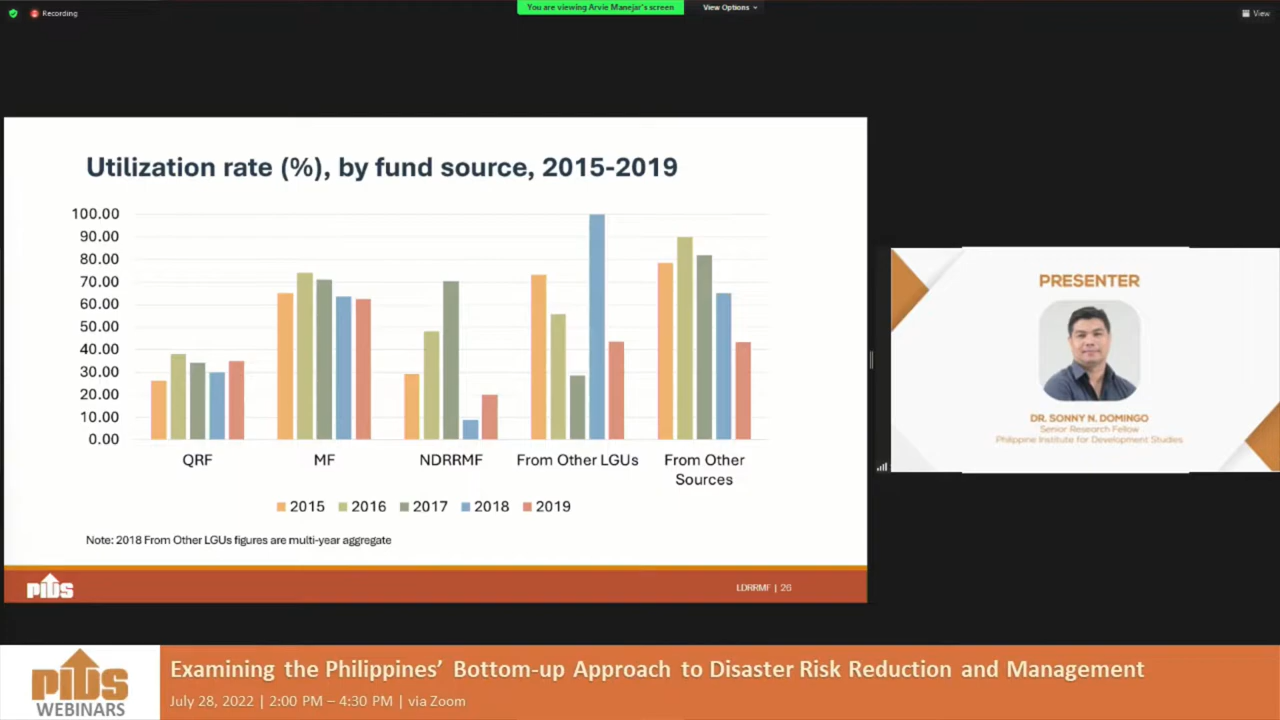 Recording
You are viewing Arvie Manejar's screen
View Options
View
Utilization rate (%), by fund source, 2015-2019
100.00
90.00
80.00
70.00
60.00
50.00
40.00
30.00
20.00
10.00
0.00
QRF
MF
NDRRMF
From Other LGUs
From Other
Sources
2015
2016
2017
2018
2019
Note: 2018 From Other LGUs figures are multi-year aggregate
PIDS
LDRRMF | 26
PRESENTER
DR. SONNY N. DOMINGO
Senior Research Fellow
Philippine Institute for Development Studies
PIDS
WEBINARS
Examining the Philippines’ Bottom-up Approach to Disaster Risk Reduction and Management
July 28, 2022 | 2:00 PM – 4:30 PM | via Zoom